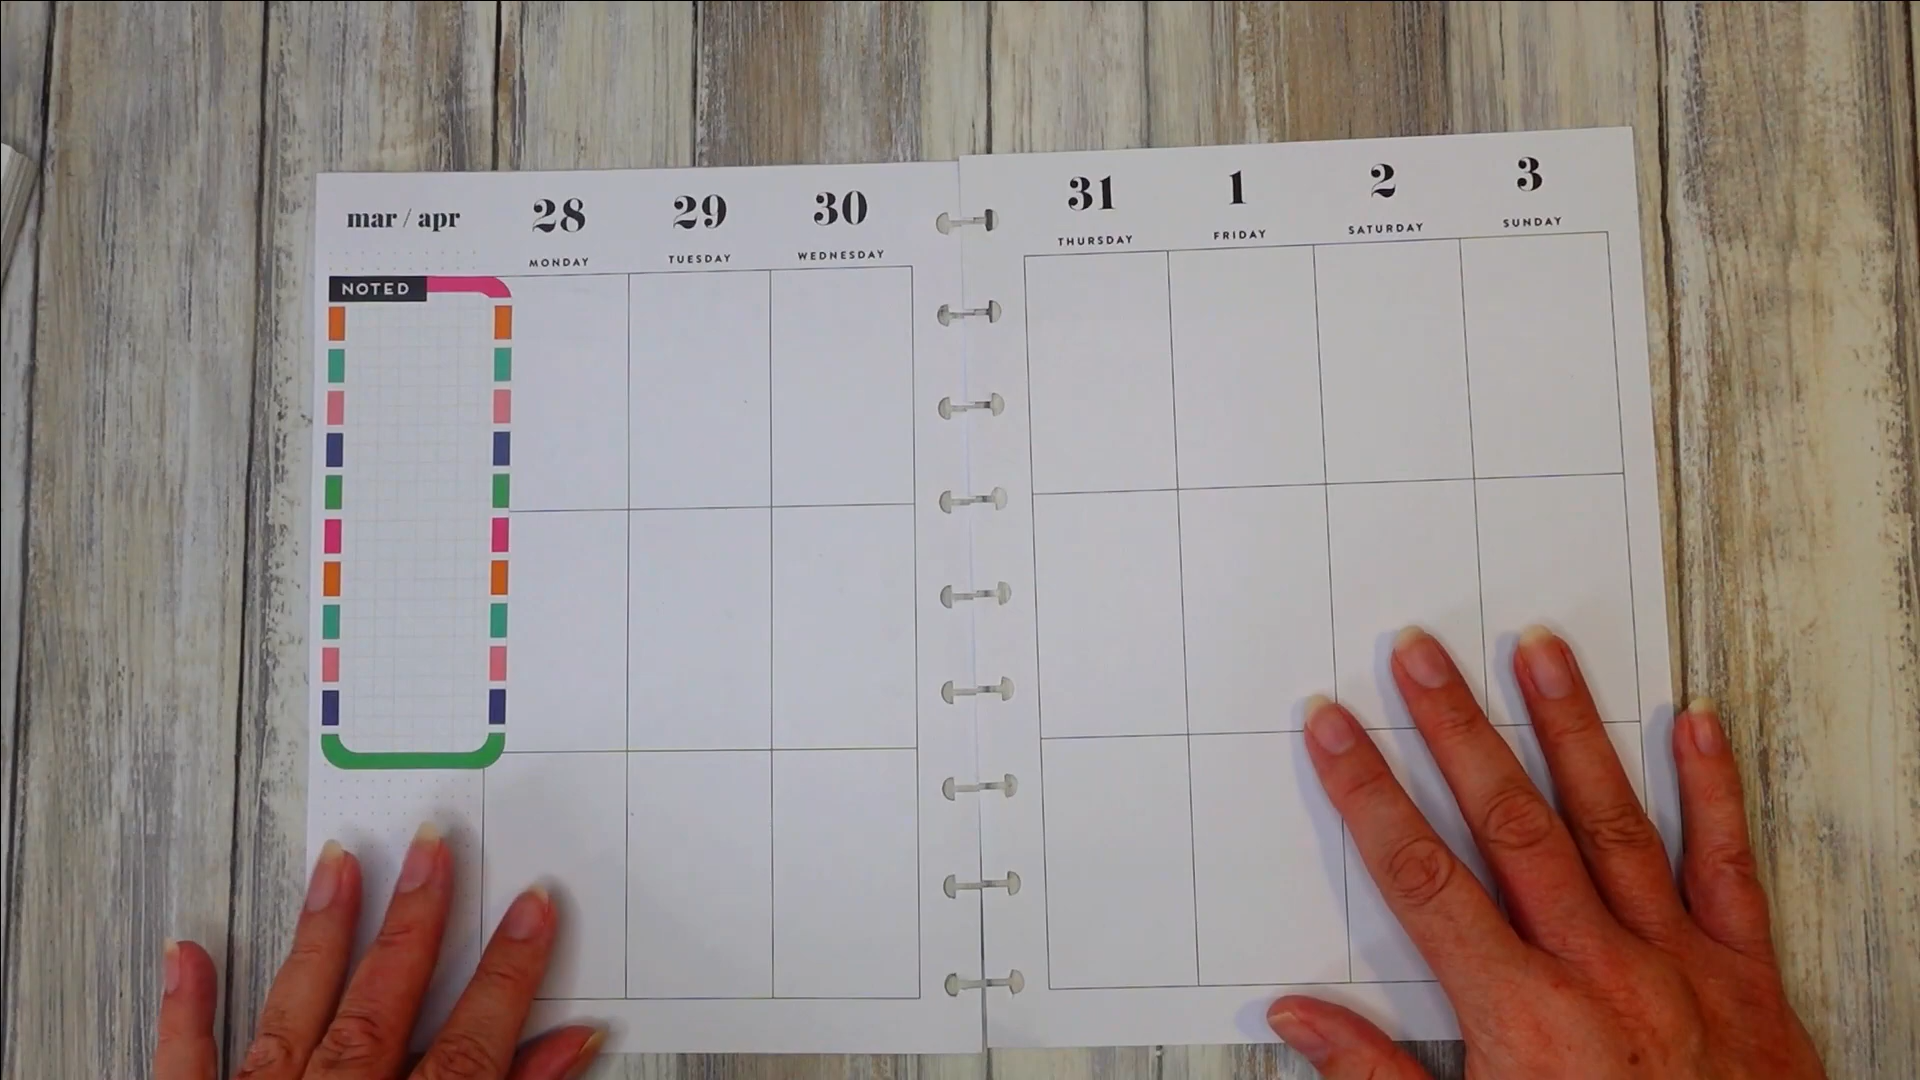 mar / apr
28
29
30
31
1
2
3
MONDAY
TUESDAY
WEDNESDAY
THURSDAY
FRIDAY
SATURDAY
SUNDAY
NOTED